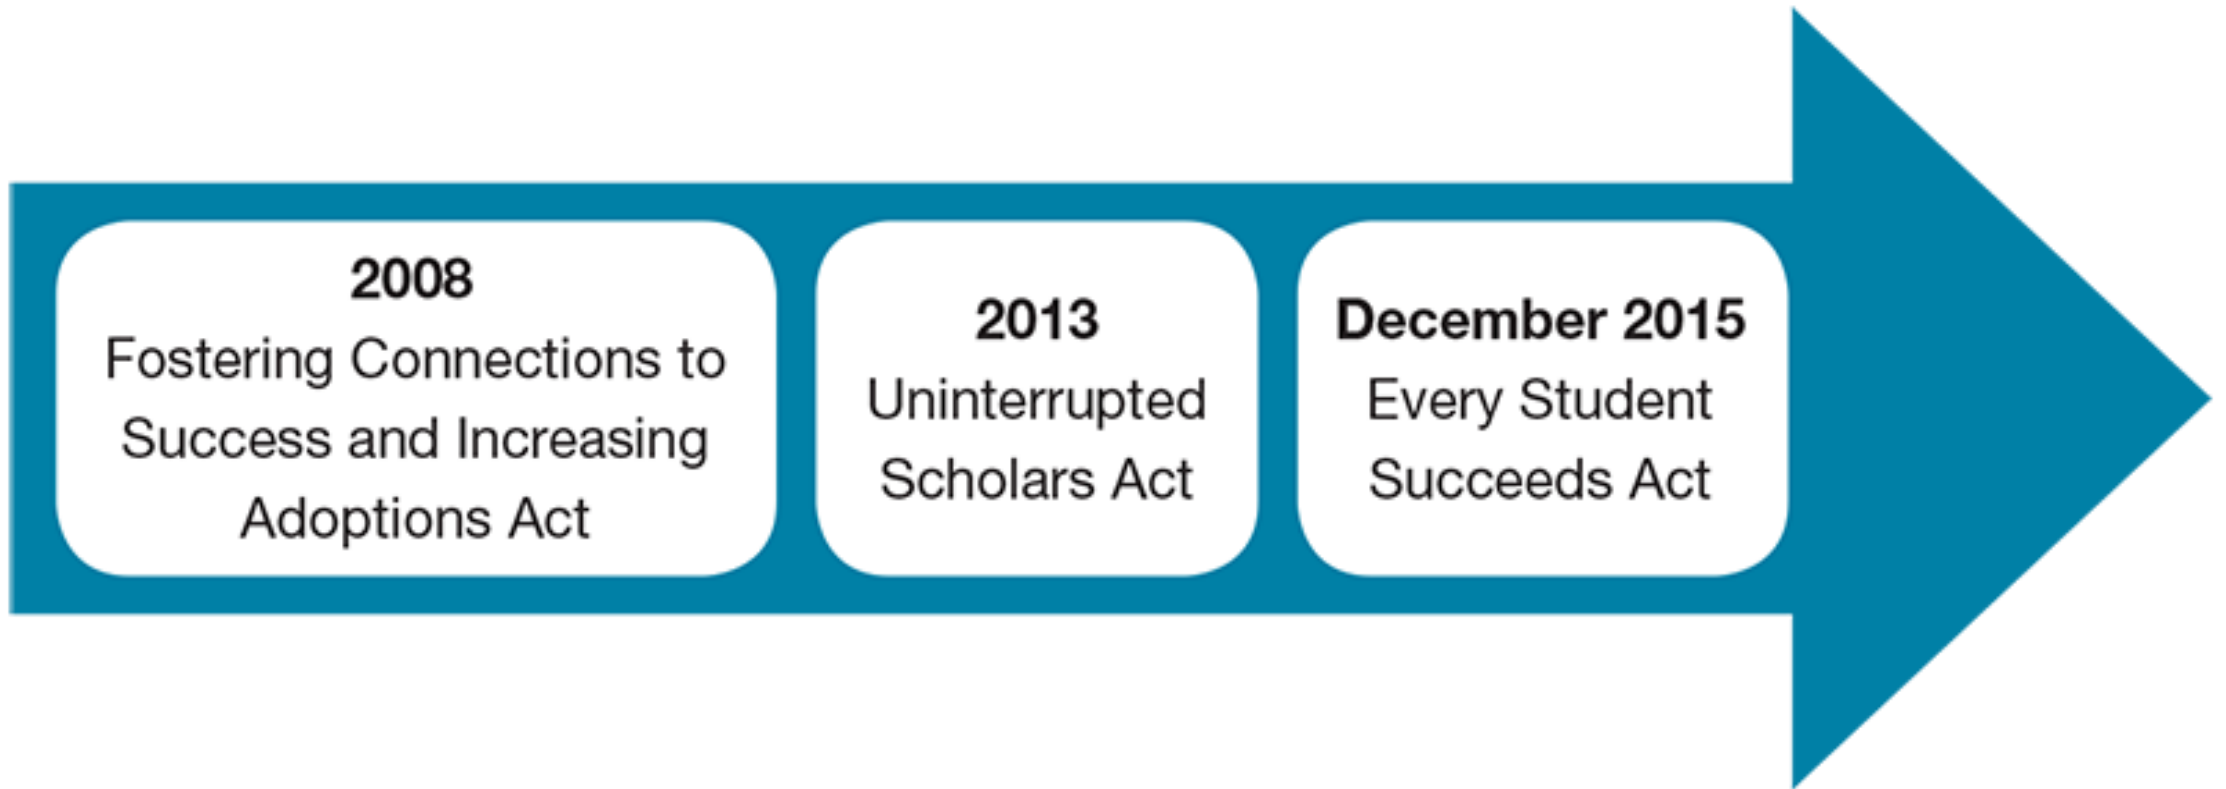 2008
Fostering Connections to
Success and Increasing
Adoptions Act
2013
Uninterrupted
Scholars Act
December 2015
Every Student
Succeeds Act